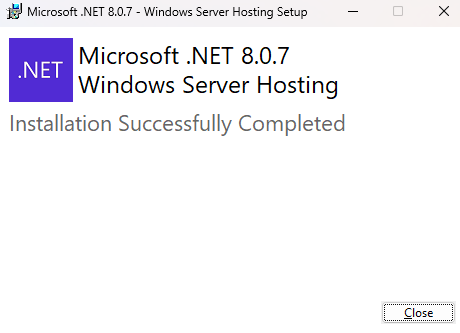 Microsoft .NET 8.0.7 - Windows Server Hosting Setup
.NET
Microsoft .NET 8.0.7
Windows Server Hosting
Installation Successfully Completed
Close